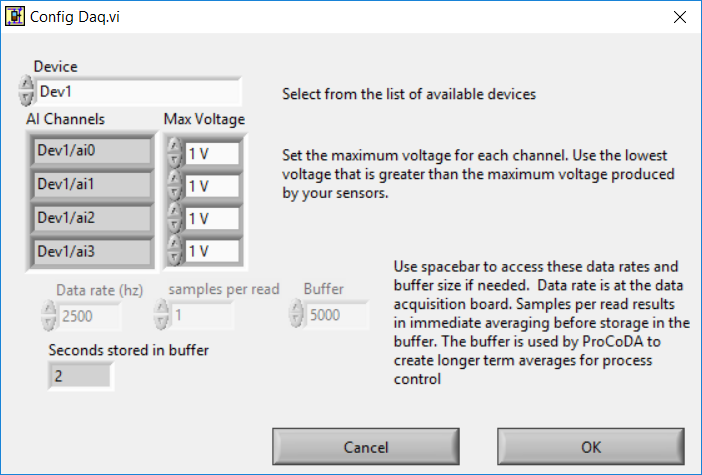 Config Daq.vi
Device
Dev1
Select from the list of available devices
AI Channels
Max Voltage
Dev1/ai0
1 V
Dev1/ai1
1 V
Dev1/ai2
1 V
Dev1/ai3
1 V
Set the maximum voltage for each channel. Use the lowest
voltage that is greater than the maximum voltage produced
by your sensors.
Data rate (hz)
samples per read
Buffer
2500
1
5000
Seconds stored in buffer
2
Use spacebar to access these data rates and
buffer size if needed.  Data rate is at the data
acquisition board. Samples per read results
in immediate averaging before storage in the
buffer. The buffer is used by ProCoDA to
create longer term averages for process
control
Cancel
OK